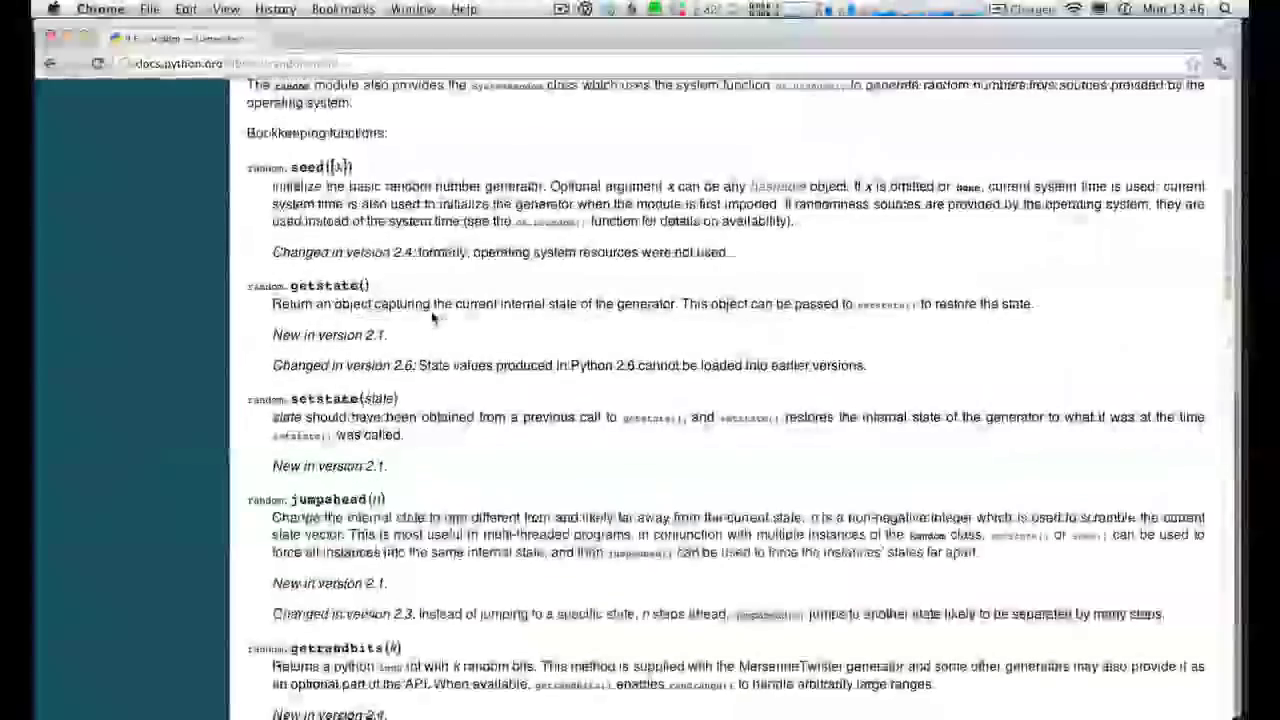 Chrome File Edit View History Bookmarks Window Help Mon 13:46
docs.python.org
The random module also provides the SystemRandom class which uses the system function os.urandom() to generate random numbers from sources provided by the
operating system.
Bookkeeping functions:
random.seed([x])
Initialize the basic random number generator. Optional argument x can be any hashable object. If x is omitted or None, current system time is used; current
system time is also used to initialize the generator when the module is first imported. If randomness sources are provided by the operating system, they are
used instead of the system time (see the os.urandom() function for details on availability).
Changed in version 2.4: formerly, operating system resources were not used.
random.getstate()
Return an object capturing the current internal state of the generator. This object can be passed to setstate() to restore the state.
New in version 2.1.
Changed in version 2.6: State values produced in Python 2.6 cannot be loaded into earlier versions.
random.setstate(state)
state should have been obtained from a previous call to getstate(), and setstate() restores the internal state of the generator to what it was at the time
setstate() was called.
New in version 2.1.
random.jumpahead(n)
Change the internal state to one different from and likely far away from the current state. n is a non-negative integer which is used to scramble the current
state vector. This is most useful in multi-threaded programs, in conjunction with multiple instances of the Random class: setstate() or seed() can be used to
force all instances into the same internal state, and then jumpahead() can be used to force the instances' states far apart.
New in version 2.1.
Changed in version 2.3: Instead of jumping to a specific state, n steps ahead, jumpahead() jumps to another state likely to be separated by many steps.
random.getrandbits(k)
Returns a python long int with k random bits. This method is supplied with the MersenneTwister generator and some other generators may also provide it as
an optional part of the API. When available, getrandbits() enables randrange() to handle arbitrarily large ranges.
New in version 2.4.